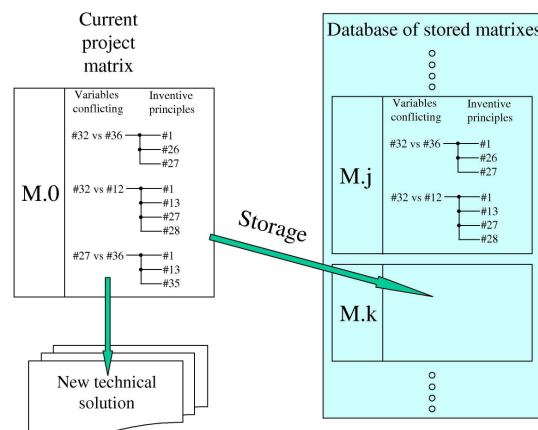 Current
project
matrix
Variables
conflicting
Inventive
principles
M.0
#32 vs #36
#1
#26
#27
#32 vs #12
#1
#13
#27
#28
#27 vs #36
#1
#13
#35
New technical
solution
Storage
Database of stored matrixes
Variables
conflicting
Inventive
principles
M.j
#32 vs #36
#1
#26
#27
#32 vs #12
#1
#13
#27
#28
M.k